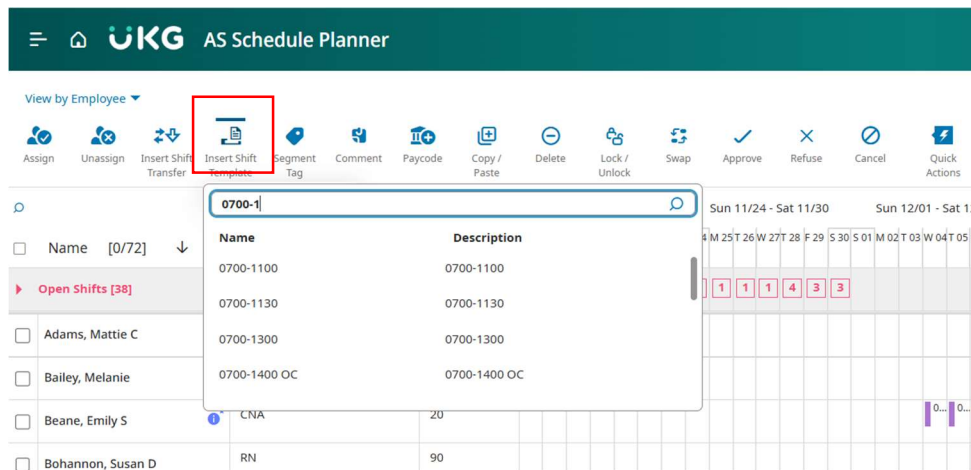 UKG AS Schedule Planner
View by Employee
Assign Unassign Insert Shift Transfer Insert Shift Template Segment Tag Comment Paycode Copy / Paste Delete Lock / Unlock Swap Approve Refuse Cancel Quick Actions
0700-1
Sun 11/24 - Sat 11/30 Sun 12/01 - Sat 1
Name [0/72]
Name Description
M 25 T 26 W 27 T 28 F 29 S 30 S 01 M 02 T 03 W 04 T 05
0700-1100 0700-1100
Open Shifts [38] 1 1 1 4 3 3
0700-1130 0700-1130
Adams, Mattie C
0700-1300 0700-1300
Bailey, Melanie
0700-1400 OC 0700-1400 OC
Beane, Emily S CNA 20 0... 0...
Bohannon, Susan D RN 90